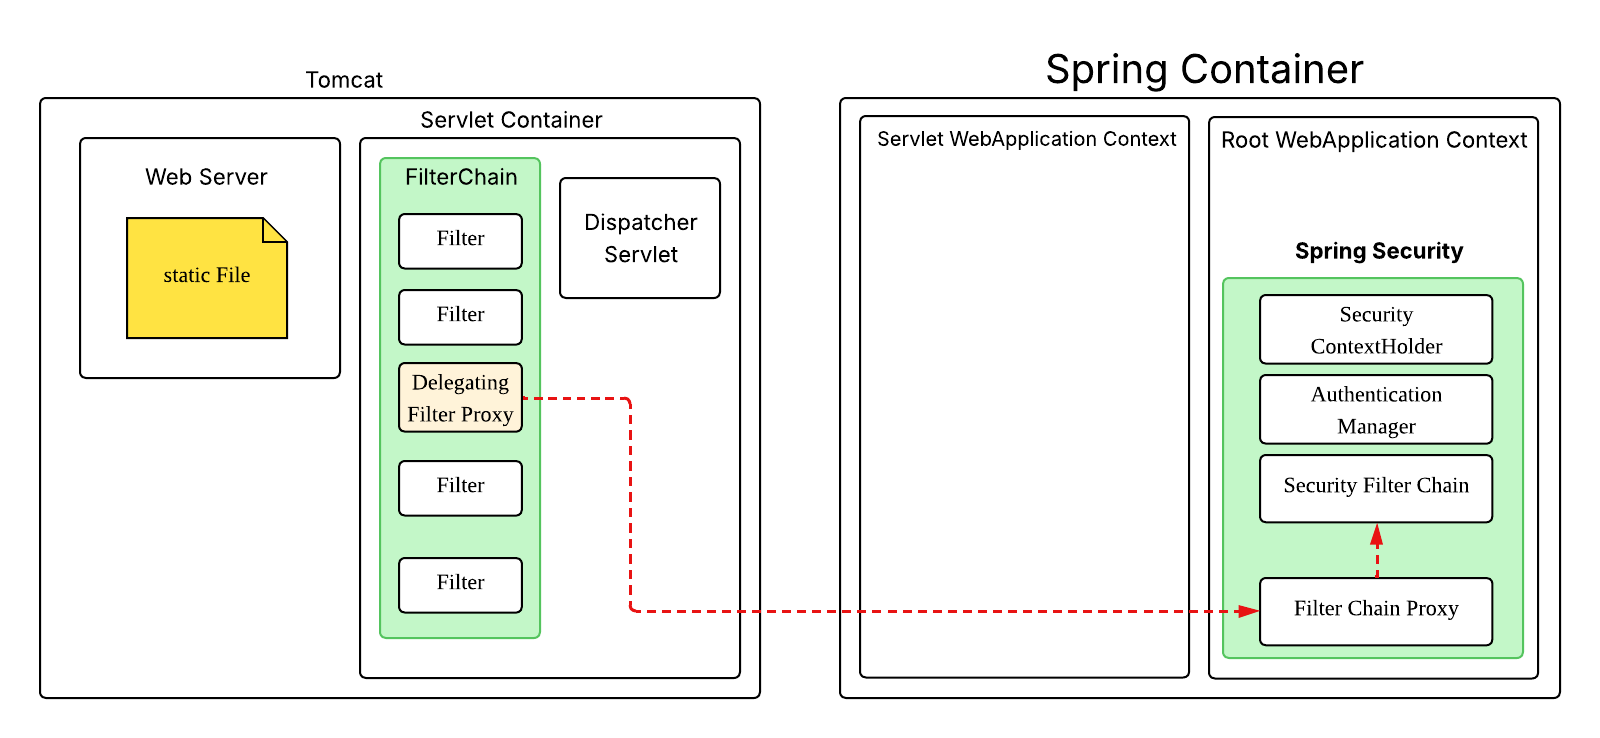 Tomcat
Servlet Container
Web Server
static File
FilterChain
Filter
Filter
Delegating
Filter Proxy
Filter
Filter
Dispatcher
Servlet
Spring Container
Servlet WebApplication Context
Root WebApplication Context
Spring Security
Security
ContextHolder
Authentication
Manager
Security Filter Chain
Filter Chain Proxy